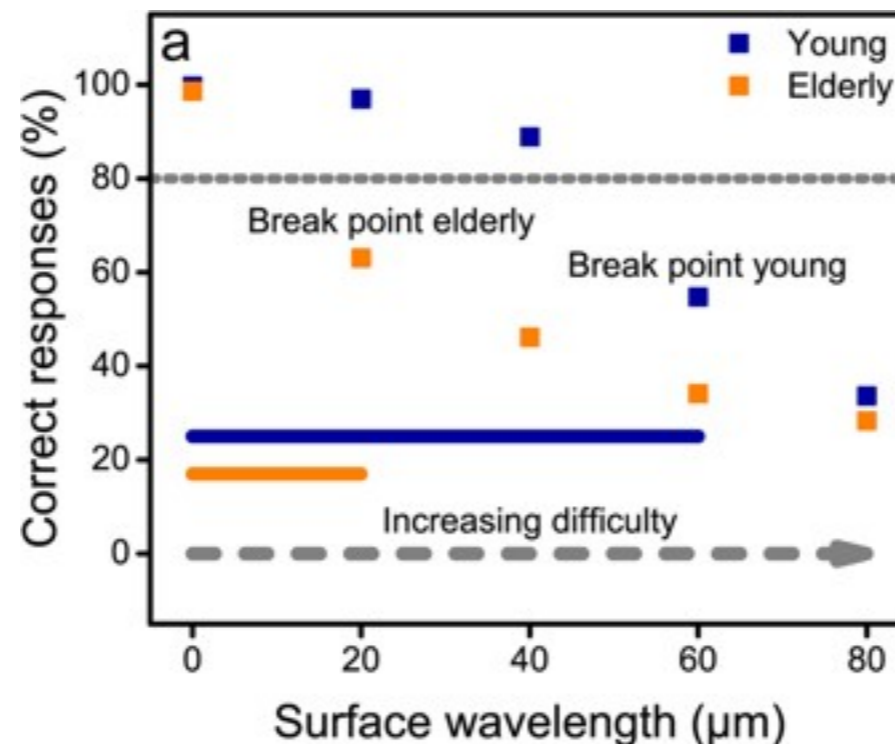 a
Young
Elderly
Correct responses (%)
100
80
60
40
20
0
Break point elderly
Break point young
Increasing difficulty
0 20 40 60 80
Surface wavelength (μm)